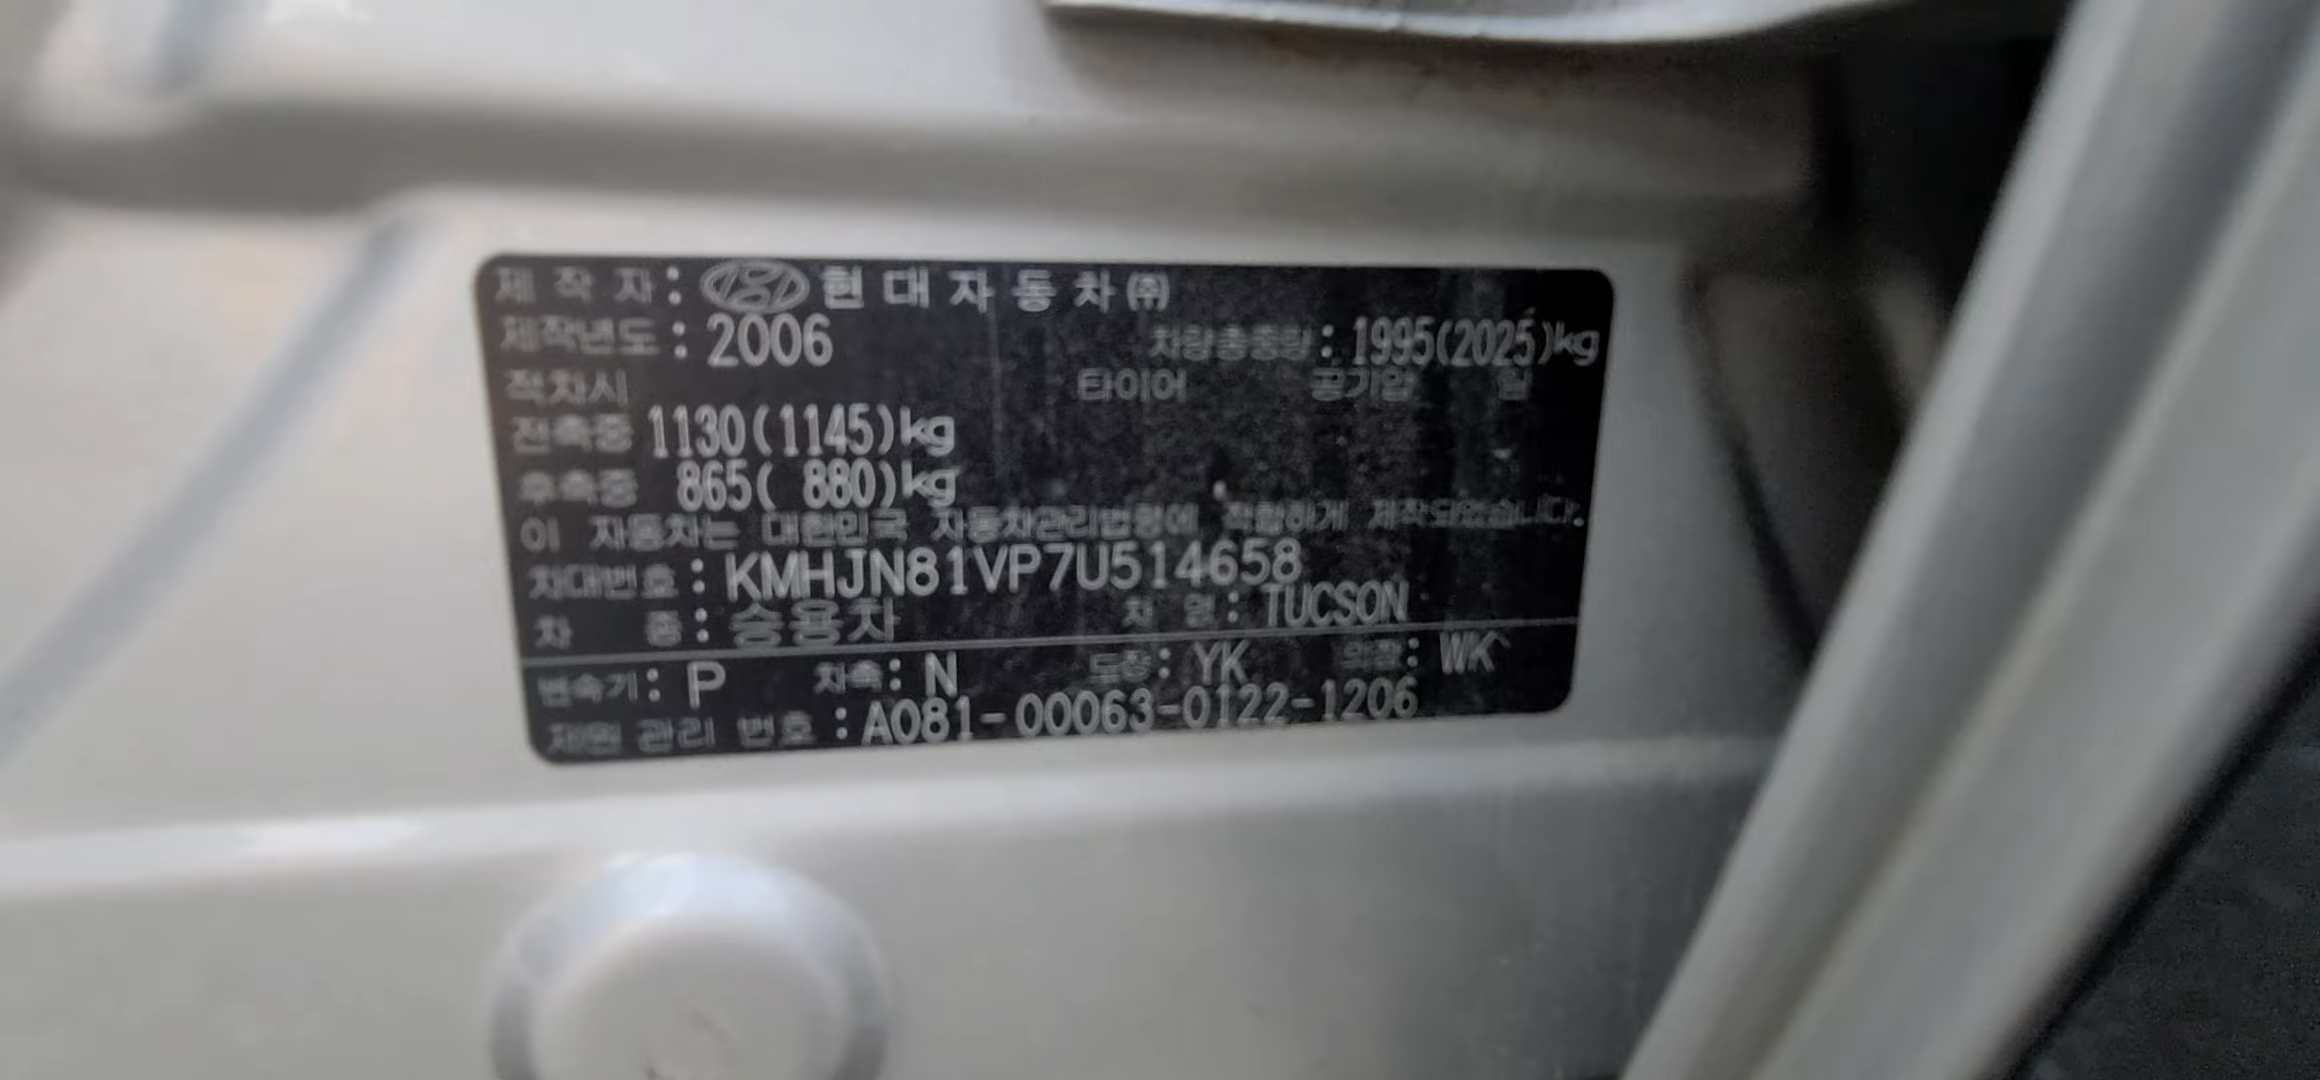 제 작 자 : 현 대 자 동 차 ㈜
제작년도 : 2006 차량총중량 : 1995(2025)kg
적차시 타이어 공기압 림
전축중 1130(1145)kg
후축중 865( 880)kg
이 자동차는 대한민국 자동차관리법령에 적합하게 제작되었습니다.
차대번호 : KMHJN81VP7U514658
차 종 : 승용차 차 명 : TUCSON
변속기 : P 차축 : N 도장 : YK 의장 : WK
제원 관리 번호 : A081-00063-0122-1206